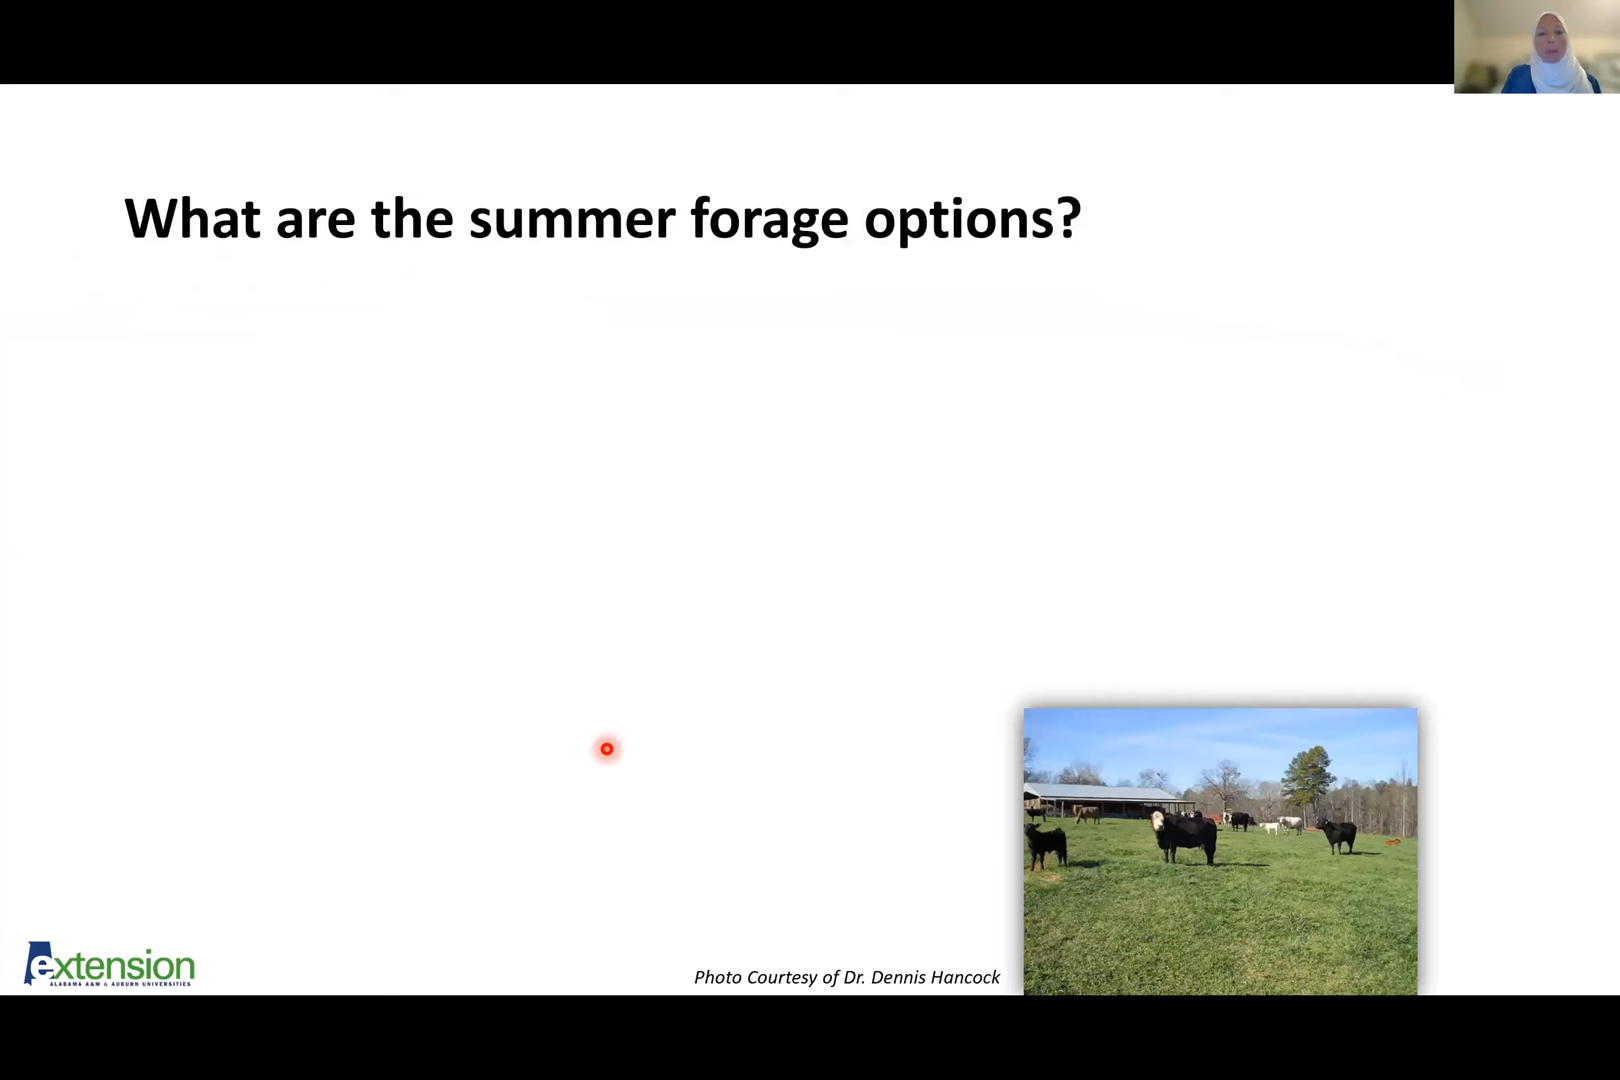 What are the summer forage options?
extension
ALABAMA A&M & AUBURN UNIVERSITIES
Photo Courtesy of Dr. Dennis Hancock